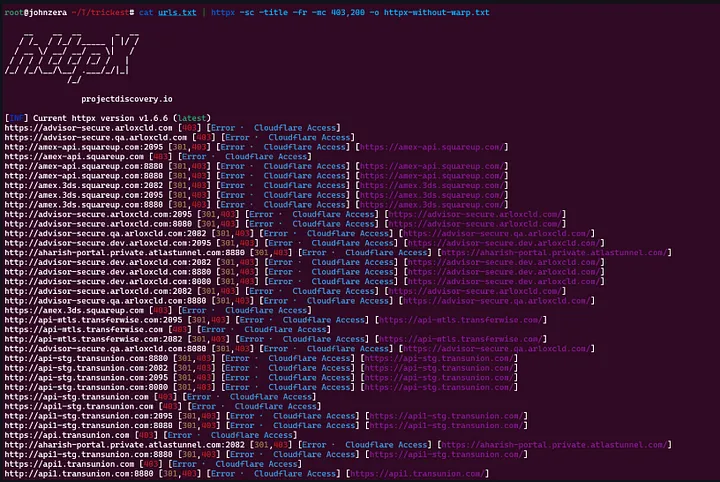 root@johnzera ~/T/trickest# cat urls.txt | httpx -sc -title -fr -mc 403,200 -o httpx-without-warp.txt
projectdiscovery.io
[INF] Current httpx version v1.6.6 (latest)
https://advisor-secure.arloxcld.com [403] [Error · Cloudflare Access]
https://advisor-secure.qa.arloxcld.com [403] [Error · Cloudflare Access]
http://amex-api.squareup.com:2095 [301,403] [Error · Cloudflare Access] [https://amex-api.squareup.com/]
https://amex-api.squareup.com [403] [Error · Cloudflare Access]
http://amex-api.squareup.com:8880 [301,403] [Error · Cloudflare Access] [https://amex-api.squareup.com/]
http://amex-api.squareup.com:8080 [301,403] [Error · Cloudflare Access] [https://amex-api.squareup.com/]
http://amex.3ds.squareup.com:2082 [301,403] [Error · Cloudflare Access] [https://amex.3ds.squareup.com/]
http://amex.3ds.squareup.com:2095 [301,403] [Error · Cloudflare Access] [https://amex.3ds.squareup.com/]
http://amex.3ds.squareup.com:8880 [301,403] [Error · Cloudflare Access] [https://amex.3ds.squareup.com/]
http://advisor-secure.arloxcld.com:2095 [301,403] [Error · Cloudflare Access] [https://advisor-secure.arloxcld.com/]
http://advisor-secure.arloxcld.com:8080 [301,403] [Error · Cloudflare Access] [https://advisor-secure.arloxcld.com/]
http://advisor-secure.qa.arloxcld.com:2082 [301,403] [Error · Cloudflare Access] [https://advisor-secure.qa.arloxcld.com/]
http://advisor-secure.dev.arloxcld.com:2095 [301,403] [Error · Cloudflare Access] [https://advisor-secure.dev.arloxcld.com/]
http://aharish-portal.private.atlastunnel.com:8880 [301,403] [Error · Cloudflare Access] [https://aharish-portal.private.atlastunnel.com/]
http://advisor-secure.dev.arloxcld.com:2082 [301,403] [Error · Cloudflare Access] [https://advisor-secure.dev.arloxcld.com/]
http://advisor-secure.dev.arloxcld.com:8880 [301,403] [Error · Cloudflare Access] [https://advisor-secure.dev.arloxcld.com/]
http://advisor-secure.dev.arloxcld.com:8080 [301,403] [Error · Cloudflare Access] [https://advisor-secure.dev.arloxcld.com/]
http://advisor-secure.arloxcld.com:2082 [301,403] [Error · Cloudflare Access] [https://advisor-secure.arloxcld.com/]
http://advisor-secure.qa.arloxcld.com:8880 [301,403] [Error · Cloudflare Access] [https://advisor-secure.qa.arloxcld.com/]
https://amex.3ds.squareup.com [403] [Error · Cloudflare Access]
http://api-mtls.transferwise.com:2095 [301,403] [Error · Cloudflare Access] [https://api-mtls.transferwise.com/]
https://api-mtls.transferwise.com [403] [Error · Cloudflare Access]
http://api-mtls.transferwise.com:2082 [301,403] [Error · Cloudflare Access] [https://api-mtls.transferwise.com/]
http://advisor-secure.qa.arloxcld.com:8080 [301,403] [Error · Cloudflare Access] [https://advisor-secure.qa.arloxcld.com/]
http://api-stg.transunion.com:8880 [301,403] [Error · Cloudflare Access] [https://api-stg.transunion.com/]
http://api-stg.transunion.com:2082 [301,403] [Error · Cloudflare Access] [https://api-stg.transunion.com/]
http://api-stg.transunion.com:2095 [301,403] [Error · Cloudflare Access] [https://api-stg.transunion.com/]
http://api-stg.transunion.com:8080 [301,403] [Error · Cloudflare Access] [https://api-stg.transunion.com/]
https://api-stg.transunion.com [403] [Error · Cloudflare Access]
https://api1-stg.transunion.com [403] [Error · Cloudflare Access]
http://api1-stg.transunion.com:2095 [301,403] [Error · Cloudflare Access] [https://api1-stg.transunion.com/]
http://api1-stg.transunion.com:8080 [301,403] [Error · Cloudflare Access] [https://api1-stg.transunion.com/]
https://api.transunion.com [403] [Error · Cloudflare Access]
http://aharish-portal.private.atlastunnel.com:2082 [301,403] [Error · Cloudflare Access] [https://aharish-portal.private.atlastunnel.com/]
http://api1-stg.transunion.com:8880 [301,403] [Error · Cloudflare Access] [https://api1-stg.transunion.com/]
https://api1.transunion.com [403] [Error · Cloudflare Access]
http://api1.transunion.com:8880 [301,403] [Error · Cloudflare Access] [https://api1.transunion.com/]